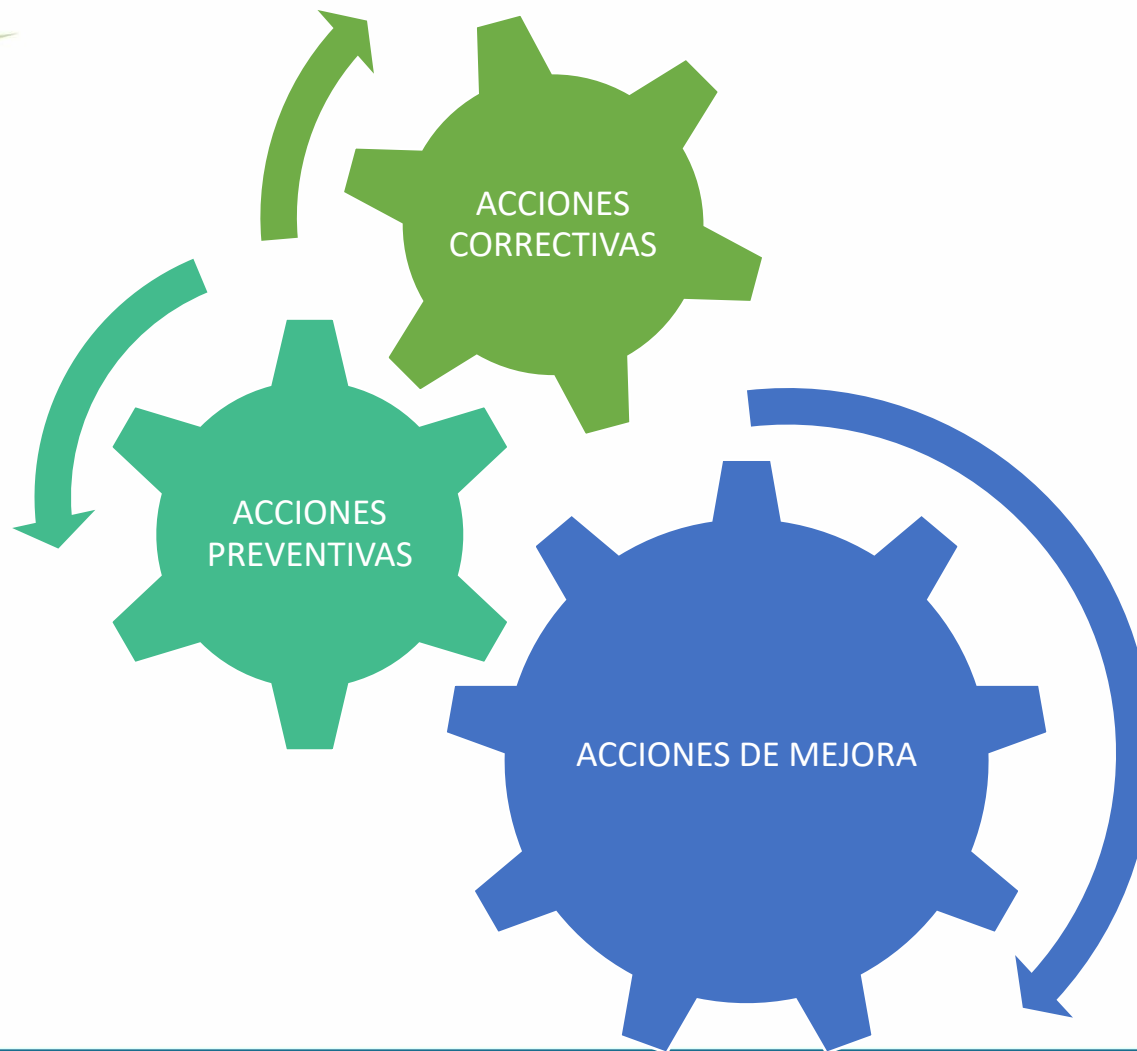 ACCIONES
CORRECTIVAS
ACCIONES
PREVENTIVAS
ACCIONES DE MEJORA